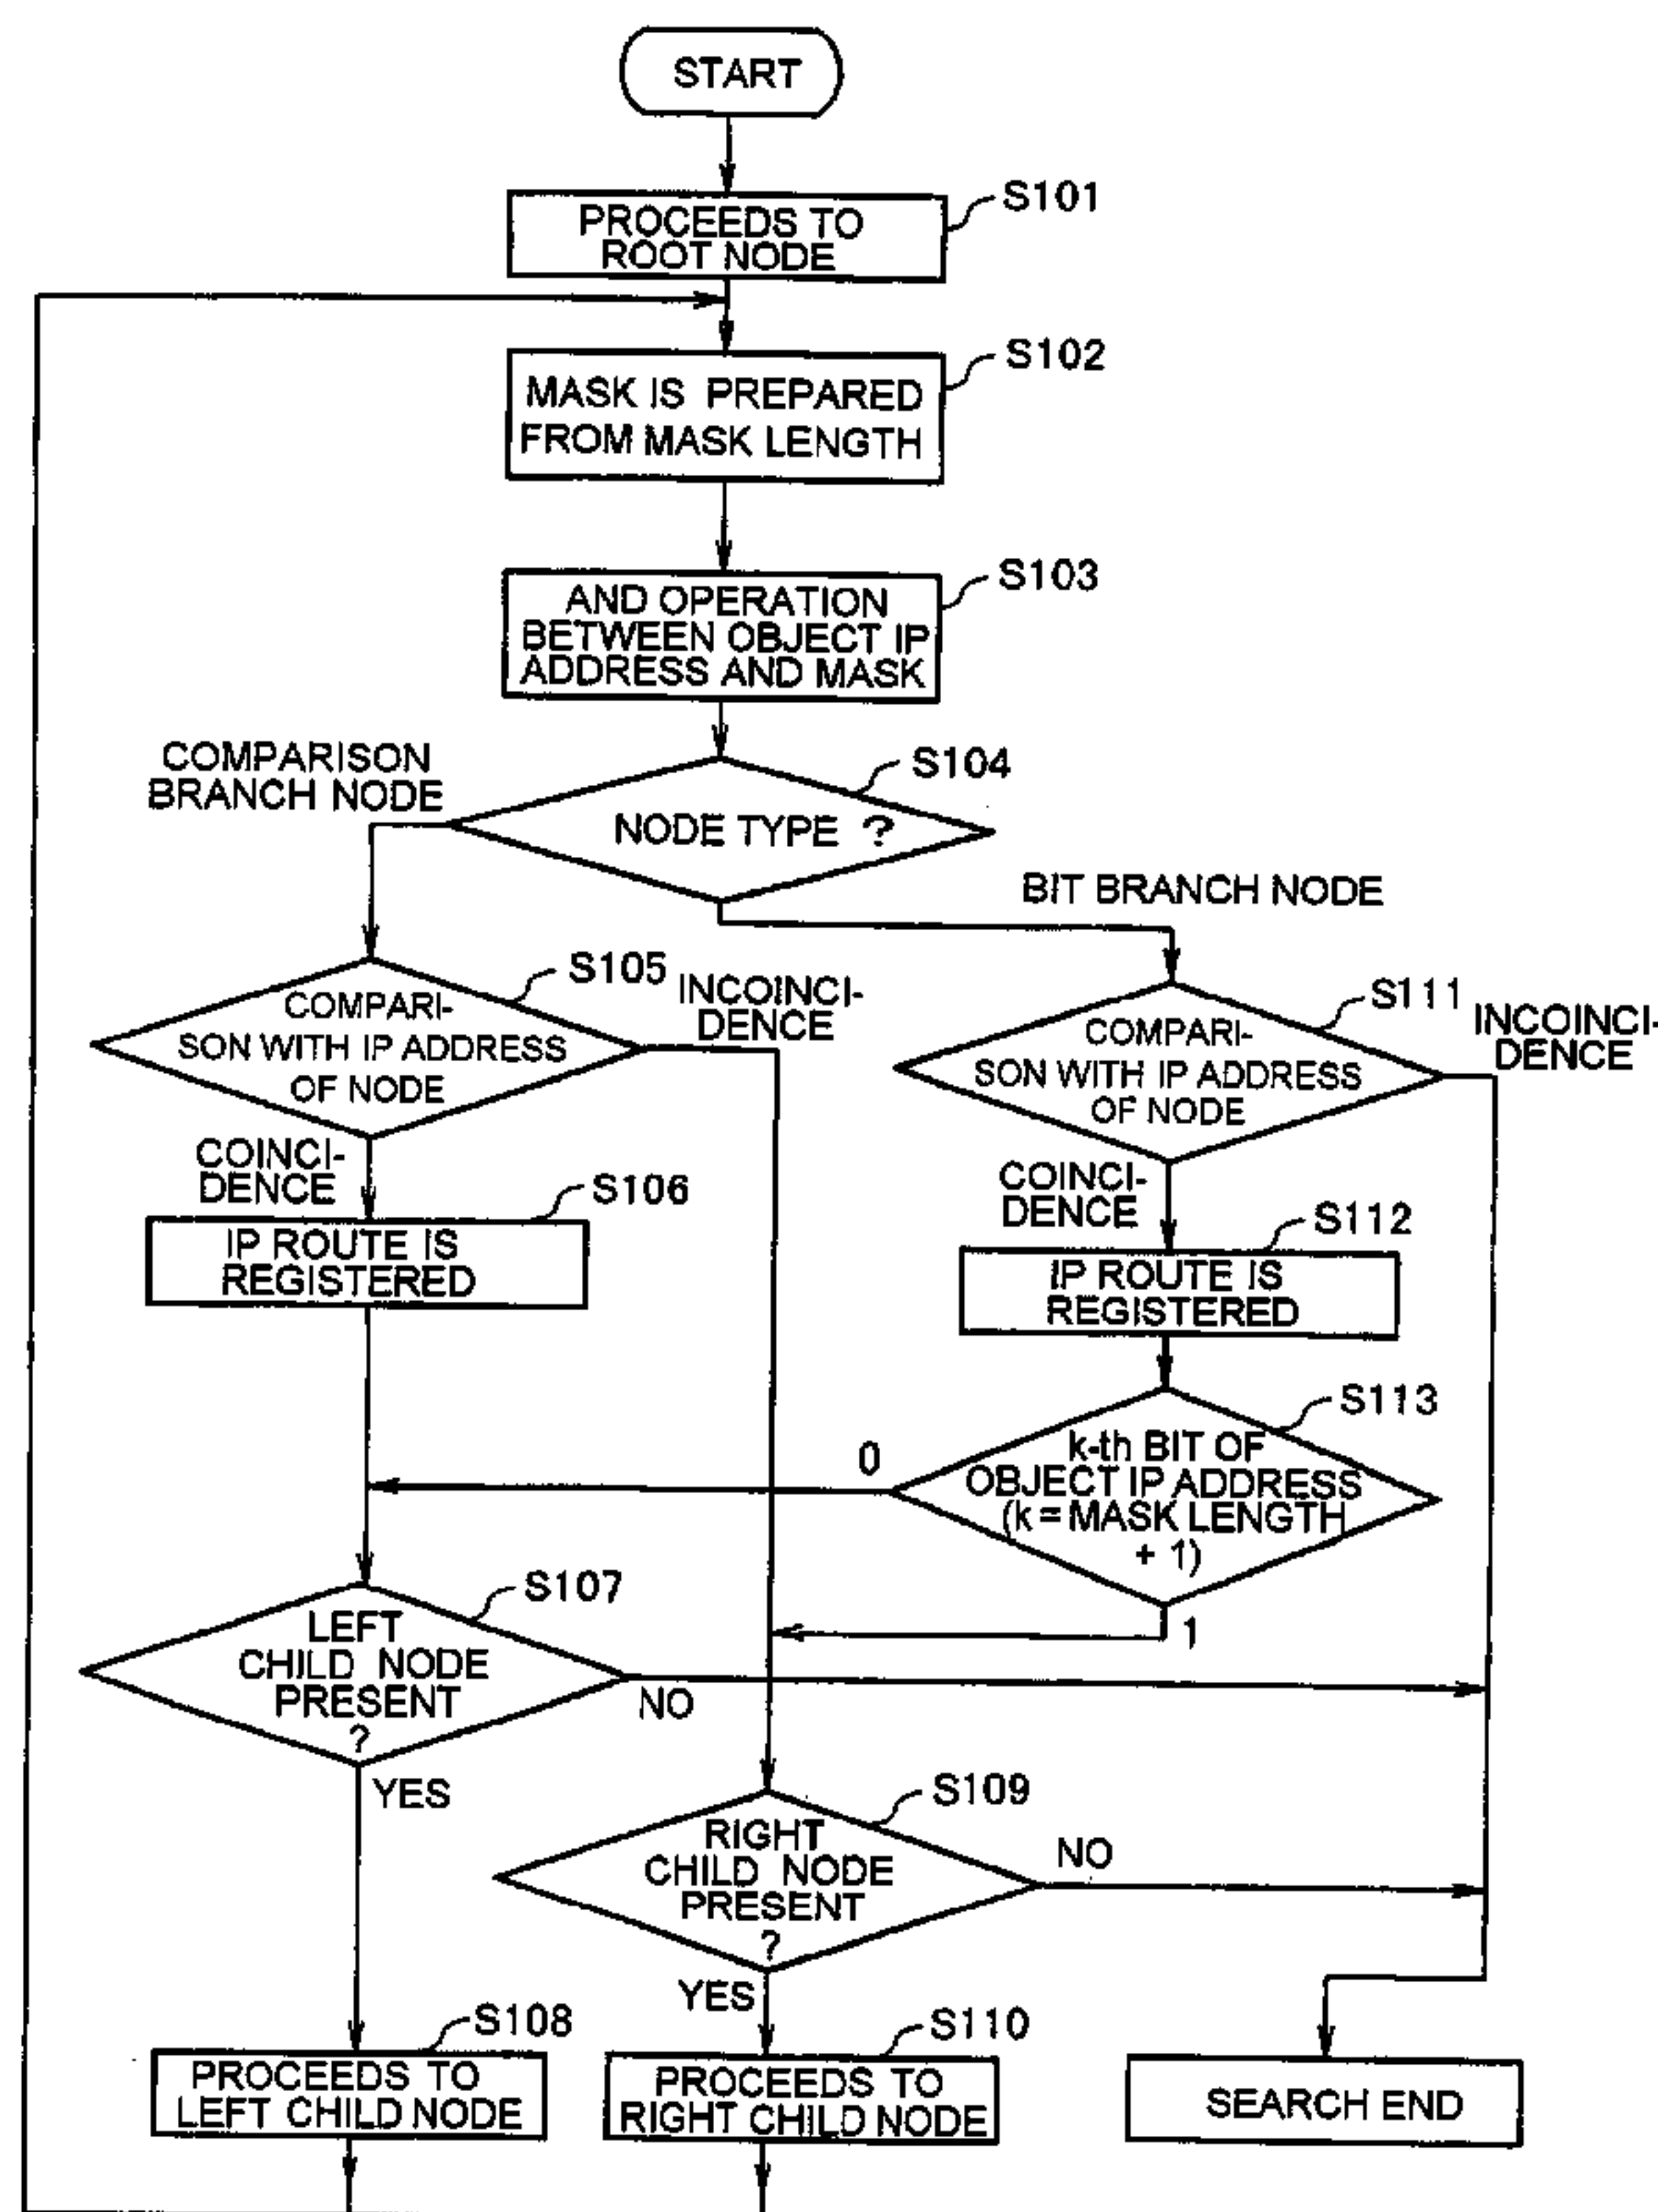 START
S101
PROCEEDS TO
ROOT NODE
S102
MASK IS PREPARED
FROM MASK LENGTH
S103
AND OPERATION
BETWEEN OBJECT IP
ADDRESS AND MASK
COMPARISON
BRANCH NODE
S104
NODE TYPE ?
BIT BRANCH NODE
S105
INCOINCI-
DENCE
COMPARI-
SON WITH IP ADDRESS
OF NODE
S111
INCOINCI-
DENCE
COMPARI-
SON WITH IP ADDRESS
OF NODE
COINCI-
DENCE
S106
IP ROUTE IS
REGISTERED
COINCI-
DENCE
S112
IP ROUTE IS
REGISTERED
S113
0
k-th BIT OF
OBJECT IP ADDRESS
(k = MASK LENGTH
+ 1)
1
S107
LEFT
CHILD NODE
PRESENT
?
NO
YES
S109
RIGHT
CHILD NODE
PRESENT
?
NO
YES
S108
PROCEEDS TO
LEFT CHILD NODE
S110
PROCEEDS TO
RIGHT CHILD NODE
SEARCH END